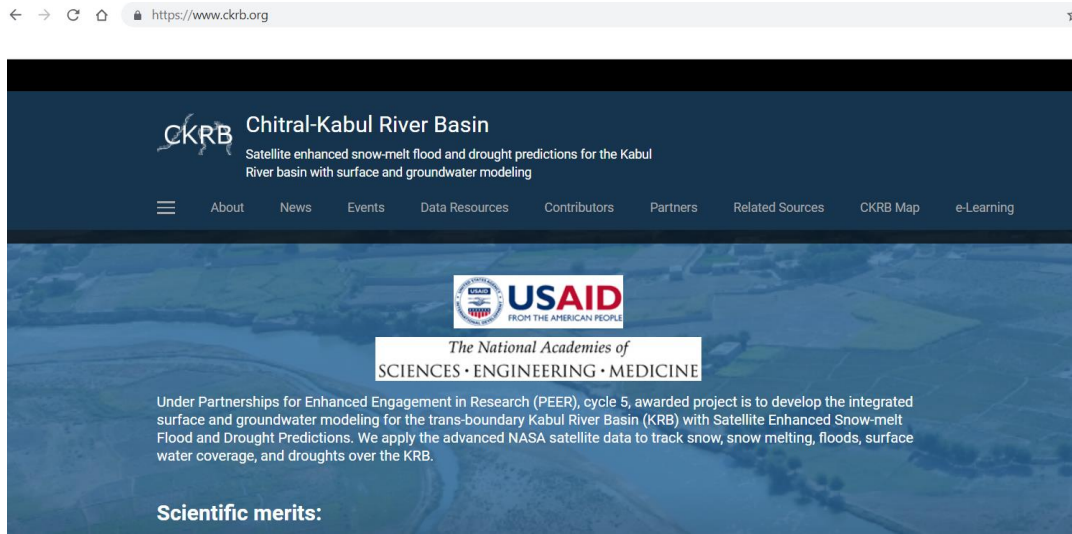 https://www.ckrb.org
CKRB
Chitral-Kabul River Basin
Satellite enhanced snow-melt flood and drought predictions for the Kabul
River basin with surface and groundwater modeling
About News Events Data Resources Contributors Partners Related Sources CKRB Map e-Learning
USAID
USAID
FROM THE AMERICAN PEOPLE
The National Academies of
SCIENCES · ENGINEERING · MEDICINE
Under Partnerships for Enhanced Engagement in Research (PEER), cycle 5, awarded project is to develop the integrated
surface and groundwater modeling for the trans-boundary Kabul River Basin (KRB) with Satellite Enhanced Snow-melt
Flood and Drought Predictions. We apply the advanced NASA satellite data to track snow, snow melting, floods, surface
water coverage, and droughts over the KRB.
Scientific merits: